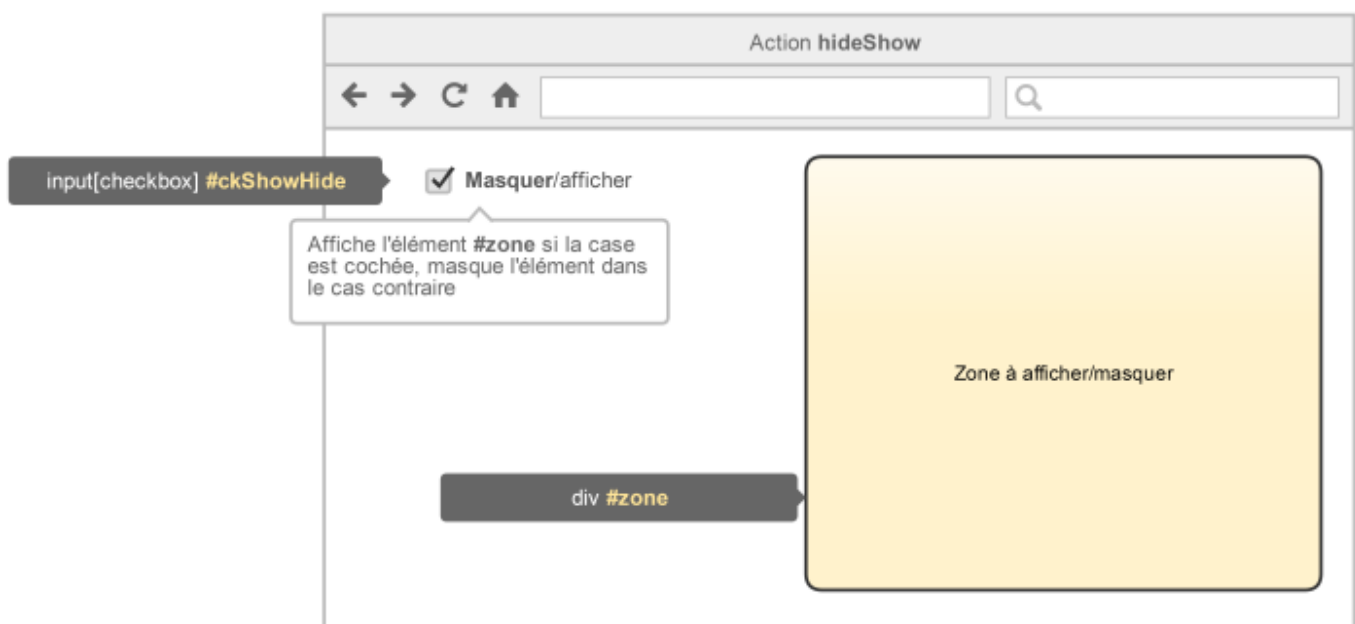 Action hideShow
input[checkbox] #ckShowHide
Masquer/afficher
Affiche l'élément #zone si la case
est cochée, masque l'élément dans
le cas contraire
Zone à afficher/masquer
div #zone